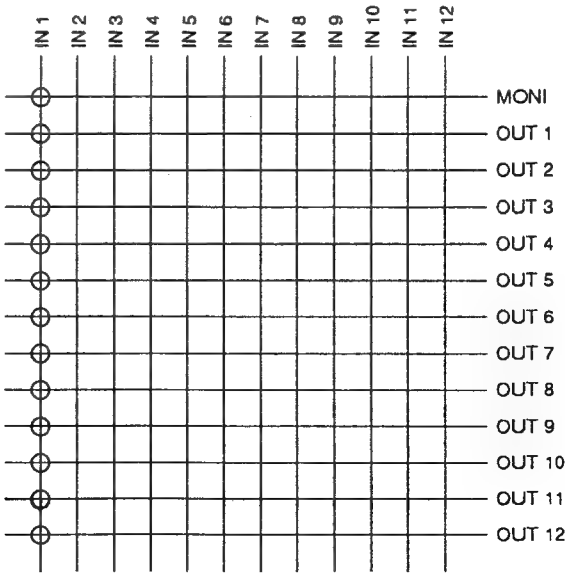 IN 1
IN 2
IN 3
IN 4
IN 5
IN 6
IN 7
IN 8
IN 9
IN 10
IN 11
IN 12
MONI
OUT 1
OUT 2
OUT 3
OUT 4
OUT 5
OUT 6
OUT 7
OUT 8
OUT 9
OUT 10
OUT 11
OUT 12